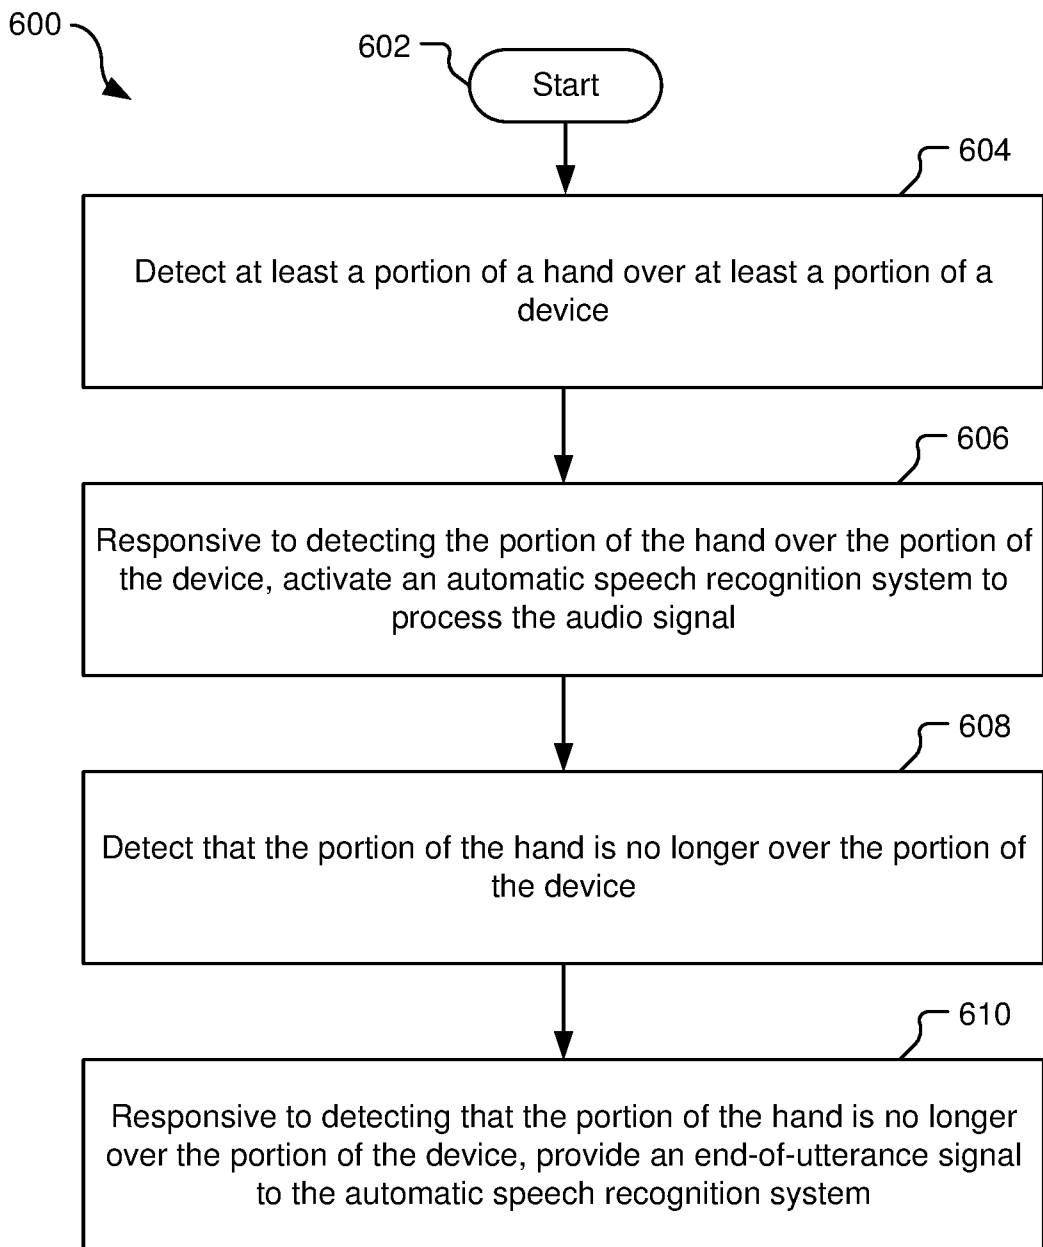 600
602
Start
604
Detect at least a portion of a hand over at least a portion of a
device
606
Responsive to detecting the portion of the hand over the portion of
the device, activate an automatic speech recognition system to
process the audio signal
608
Detect that the portion of the hand is no longer over the portion of
the device
610
Responsive to detecting that the portion of the hand is no longer
over the portion of the device, provide an end-of-utterance signal
to the automatic speech recognition system